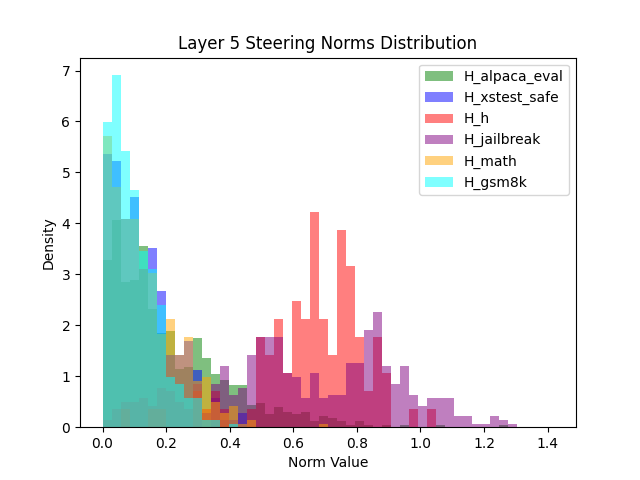 Layer 5 Steering Norms Distribution
H_alpaca_eval
H_xstest_safe
H_h
H_jailbreak
H_math
H_gsm8k
Density
7
6
5
4
3
2
1
0
0.0 0.2 0.4 0.6 0.8 1.0 1.2 1.4
Norm Value